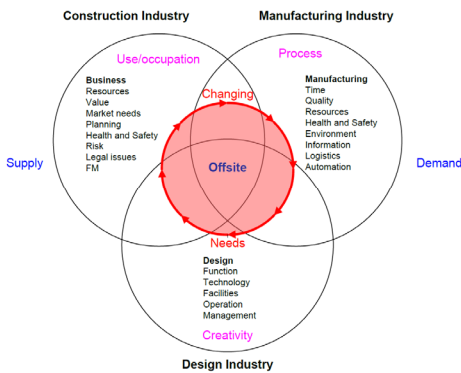 Construction Industry
Manufacturing Industry
Use/occupation
Process
Business
Resources
Value
Market needs
Planning
Health and Safety
Risk
Legal issues
FM
Changing
Manufacturing
Time
Quality
Resources
Health and Safety
Environment
Information
Logistics
Automation
Supply
Offsite
Demand
Needs
Design
Function
Technology
Facilities
Operation
Management
Creativity
Design Industry